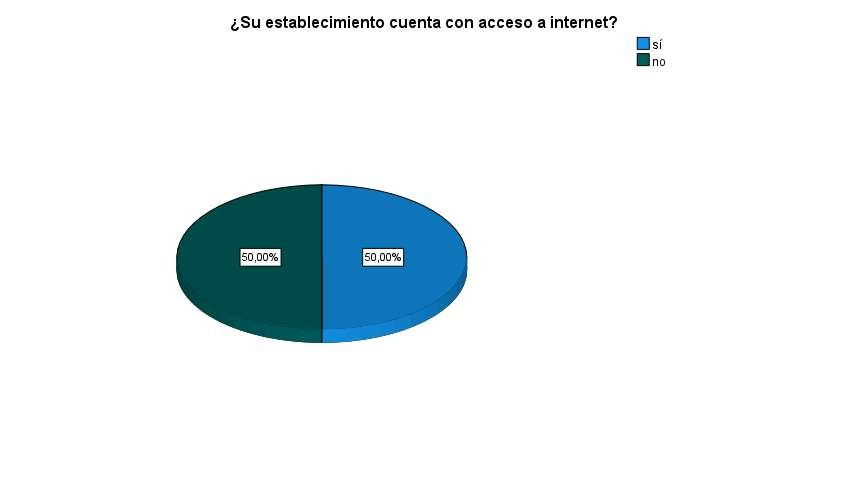 ¿Su establecimiento cuenta con acceso a internet?
sí
no
50,00%
50,00%